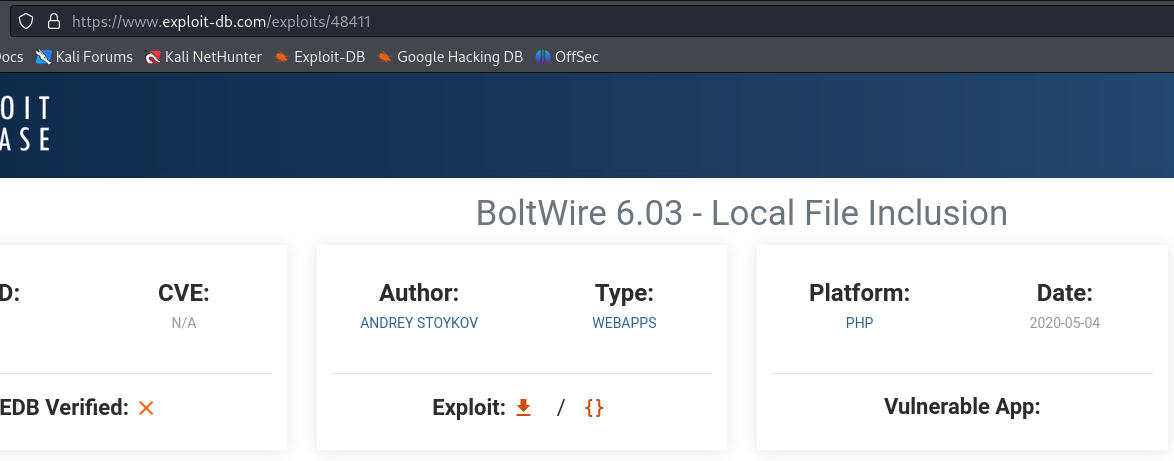 https://www.exploit-db.com/exploits/48411
ocs Kali Forums Kali NetHunter Exploit-DB Google Hacking DB OffSec
OIT
ASE
BoltWire 6.03 - Local File Inclusion
D: CVE: Author: Type: Platform: Date:
N/A ANDREY STOYKOV WEBAPPS PHP 2020-05-04
EDB Verified: Exploit: / {} Vulnerable App: